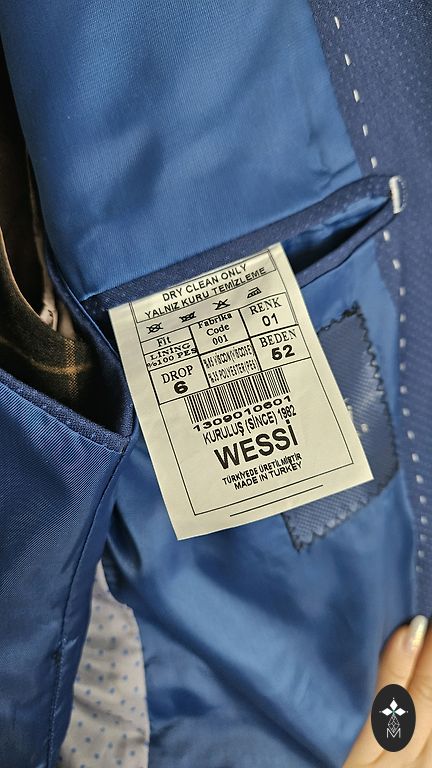 DRY CLEAN ONLY
YALNIZ KURU TEMİZLEME
Fit
Fabrika Code 001
RENK 01
LINING %100 PES
DROP 6
BEDEN 52
1309010601
KURULUŞ (SINCE) 1982
WESSİ
TÜRKİYEDE ÜRETİLMİŞTİR
MADE IN TURKEY
M